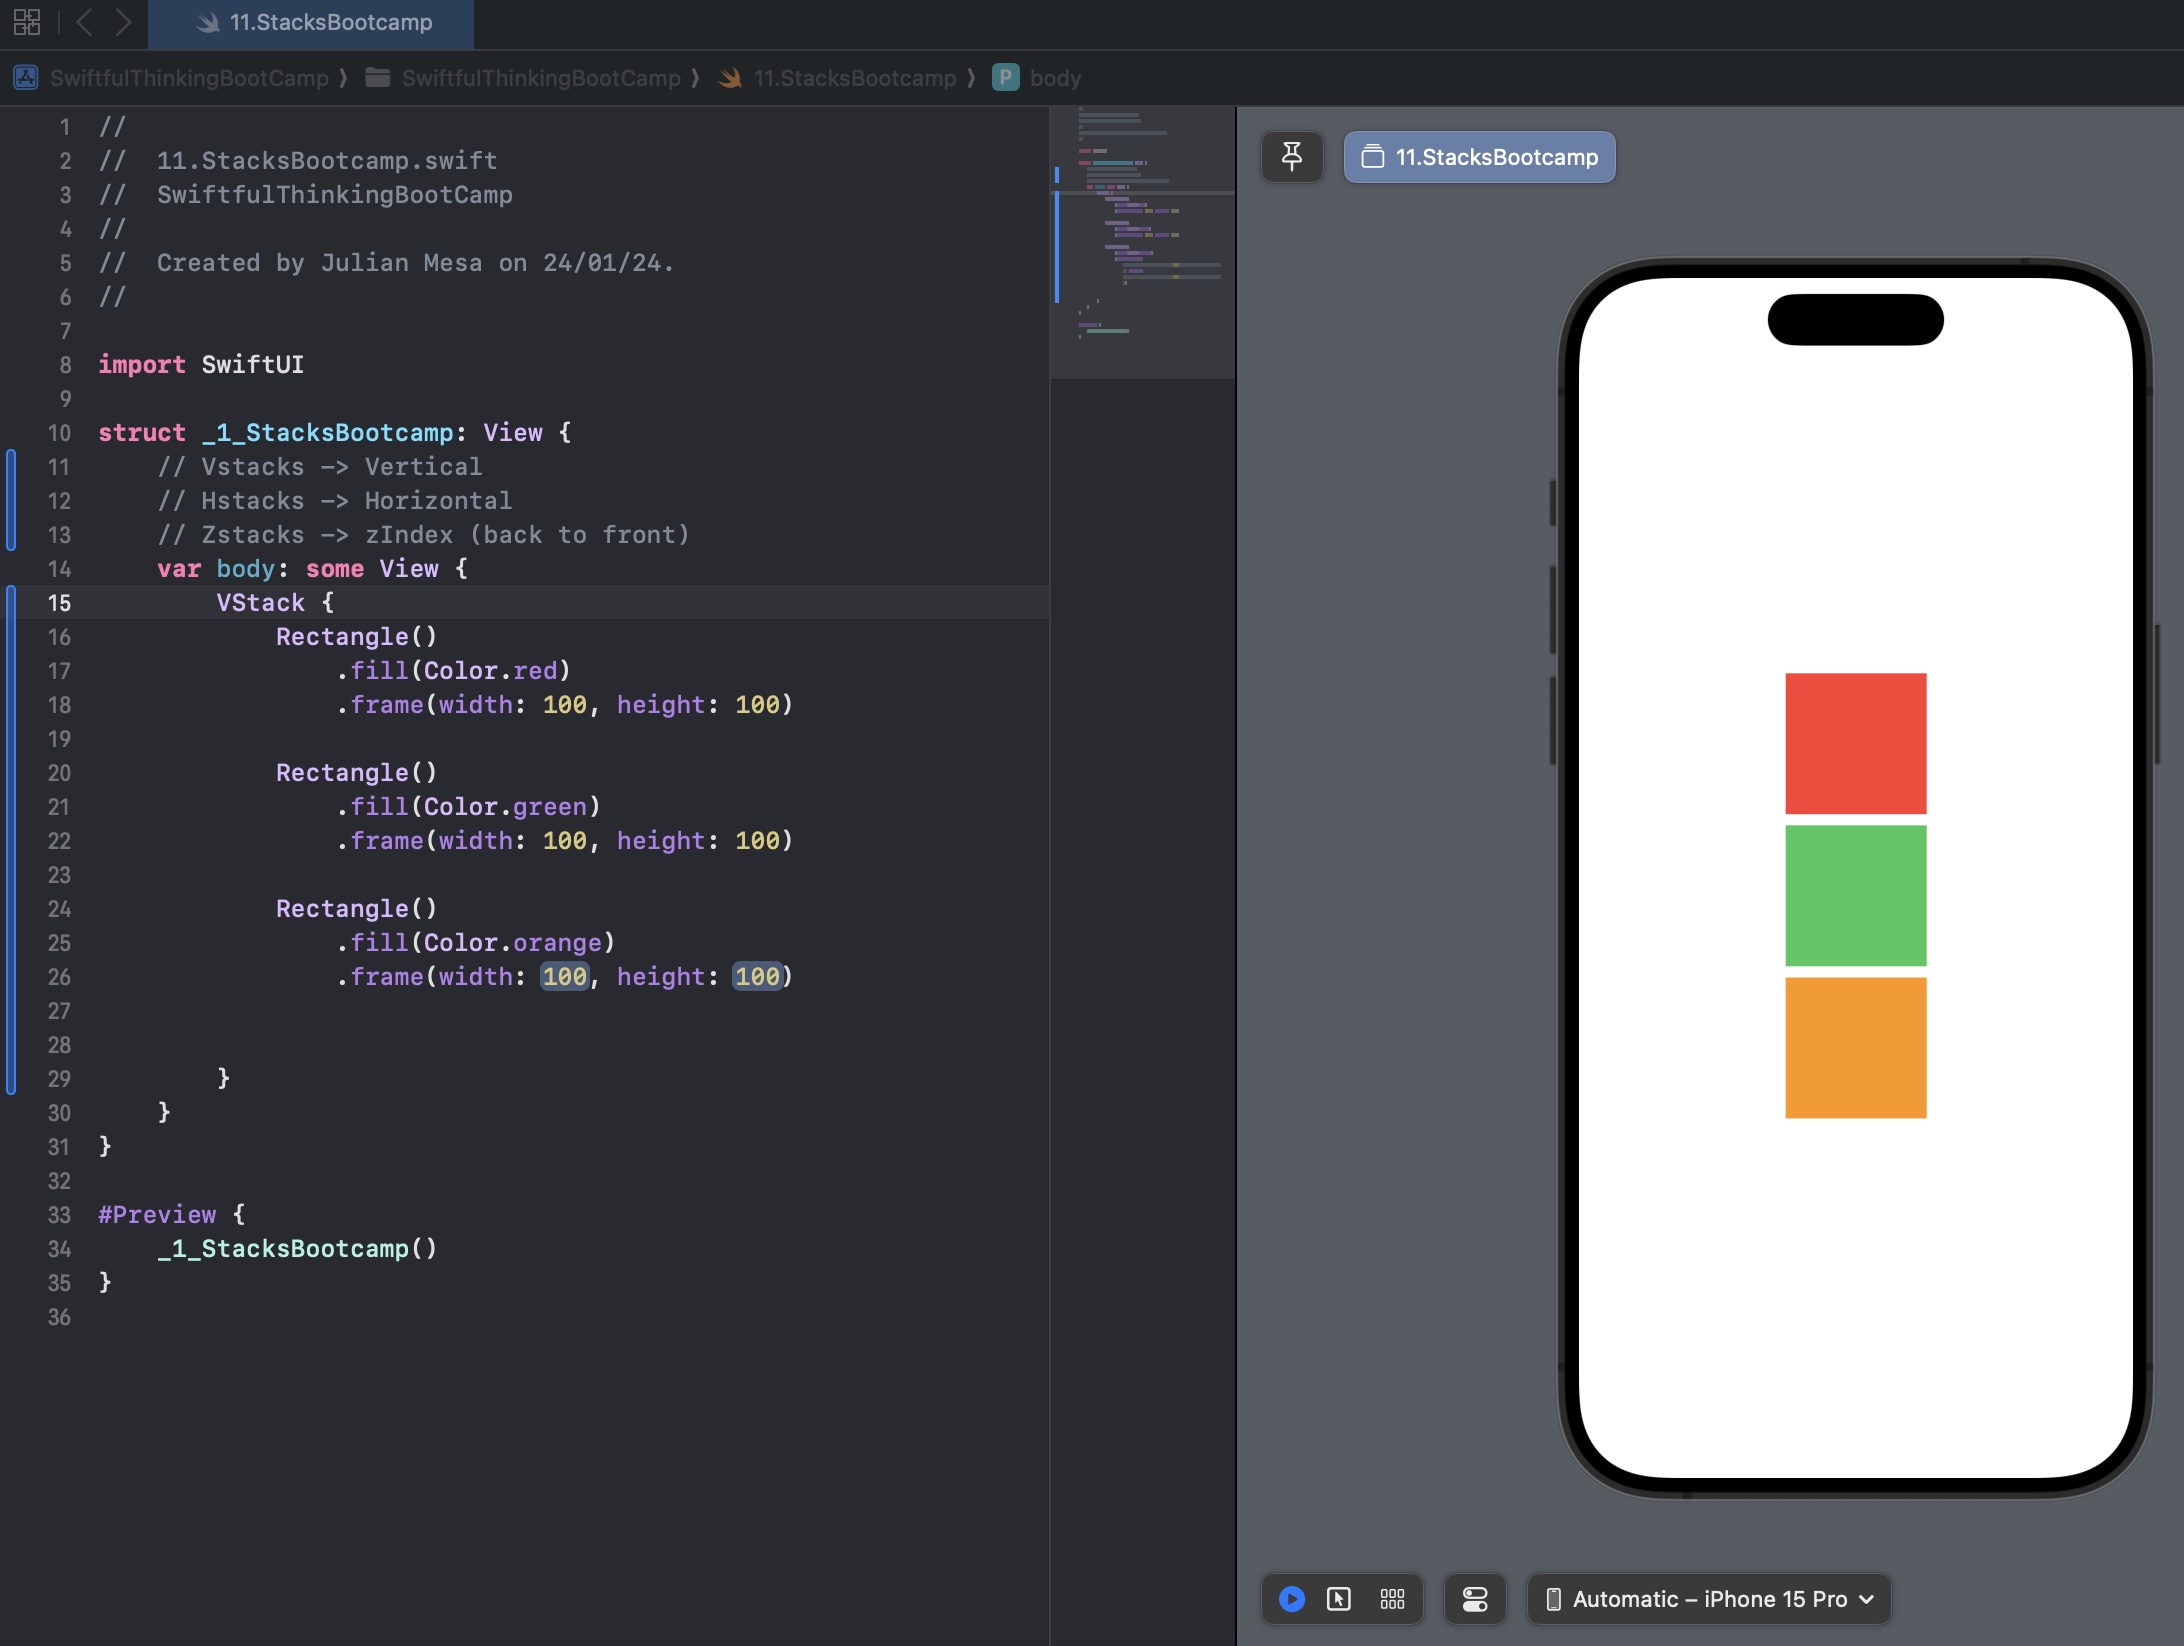 11.StacksBootcamp
SwiftfulThinkingBootCamp ⟩ SwiftfulThinkingBootCamp ⟩ 11.StacksBootcamp ⟩ P body
1 //
2 //  11.StacksBootcamp.swift
3 //  SwiftfulThinkingBootCamp
4 //
5 //  Created by Julian Mesa on 24/01/24.
6 //
7
8 import SwiftUI
9
10 struct _1_StacksBootcamp: View {
11     // Vstacks -> Vertical
12     // Hstacks -> Horizontal
13     // Zstacks -> zIndex (back to front)
14     var body: some View {
15         VStack {
16             Rectangle()
17                 .fill(Color.red)
18                 .frame(width: 100, height: 100)
19
20             Rectangle()
21                 .fill(Color.green)
22                 .frame(width: 100, height: 100)
23
24             Rectangle()
25                 .fill(Color.orange)
26                 .frame(width: 100, height: 100)
27
28
29         }
30     }
31 }
32
33 #Preview {
34     _1_StacksBootcamp()
35 }
36
11.StacksBootcamp
Automatic – iPhone 15 Pro